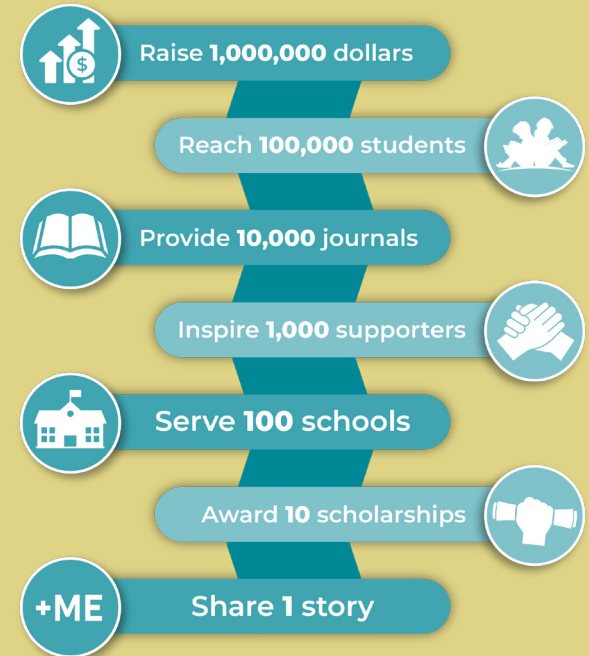 $
Raise 1,000,000 dollars
Reach 100,000 students
Provide 10,000 journals
Inspire 1,000 supporters
Serve 100 schools
Award 10 scholarships
+ME
Share 1 story